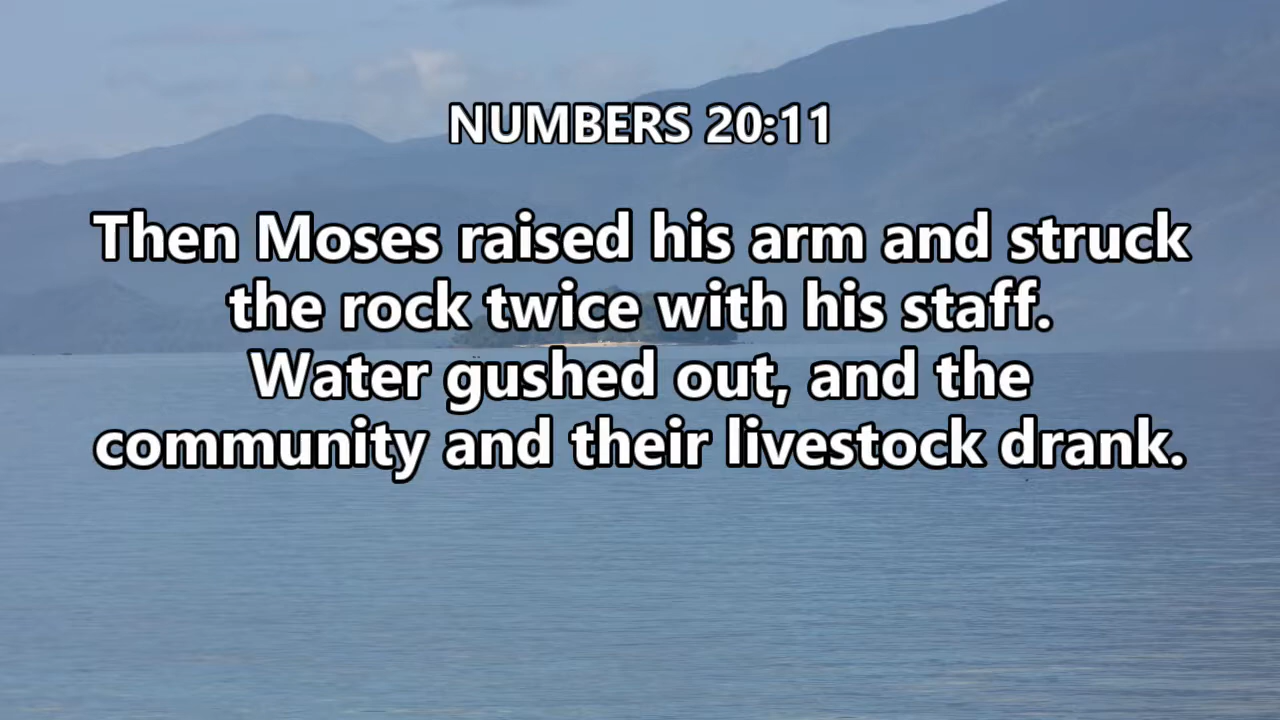 NUMBERS 20:11
Then Moses raised his arm and struck
the rock twice with his staff.
Water gushed out, and the
community and their livestock drank.